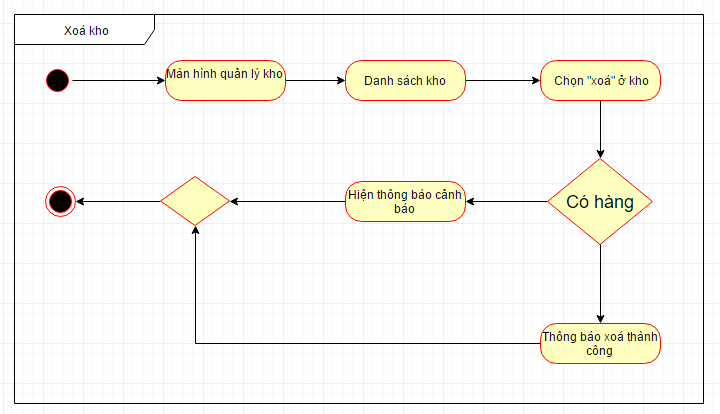 Xoá kho
Màn hình quản lý kho
Danh sách kho
Chọn "xoá" ở kho
Có hàng
Hiện thông báo cảnh
báo
Thông báo xoá thành
công